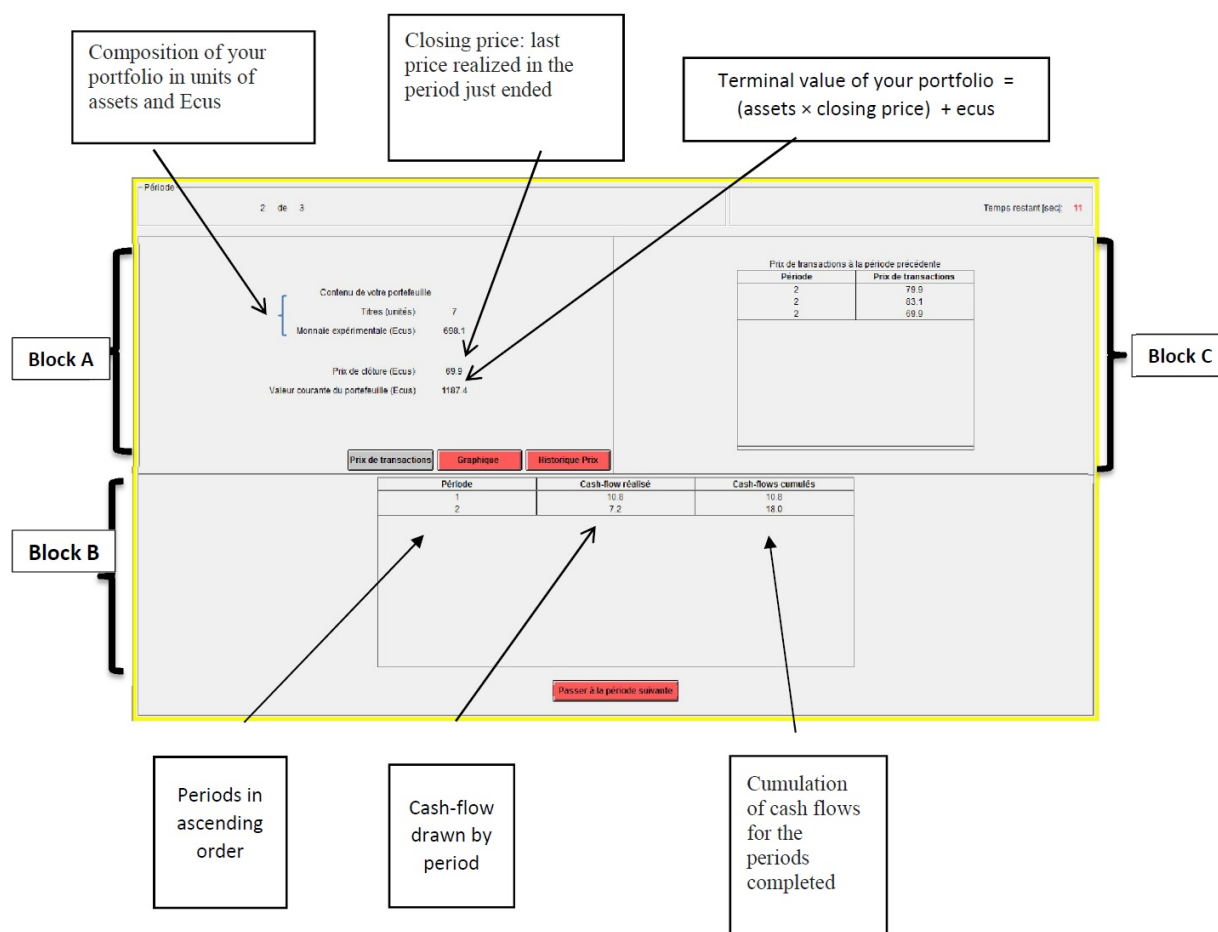 Composition of your
portfolio in units of
assets and Ecus
Closing price: last
price realized in the
period just ended
Terminal value of your portfolio =
(assets × closing price) + ecus
Période
2 de 3
Temps restant [sec]: 11
Block A
Contenu de votre portefeuille
Titres (unités) 7
Monnaie expérimentale (Ecus) 698.1
Prix de clôture (Ecus) 69.9
Valeur courante du portefeuille (Ecus) 1187.4
Prix de transactions à la période précédente
Période Prix de transactions
2 79.9
2 83.1
2 69.9
Block C
Prix de transactions Graphique Historique Prix
Block B
Période Cash-flow réalisé Cash-flows cumulés
1 10.8 10.8
2 7.2 18.0
Passer à la période suivante
Periods in
ascending
order
Cash-flow
drawn by
period
Cumulation
of cash flows
for the
periods
completed